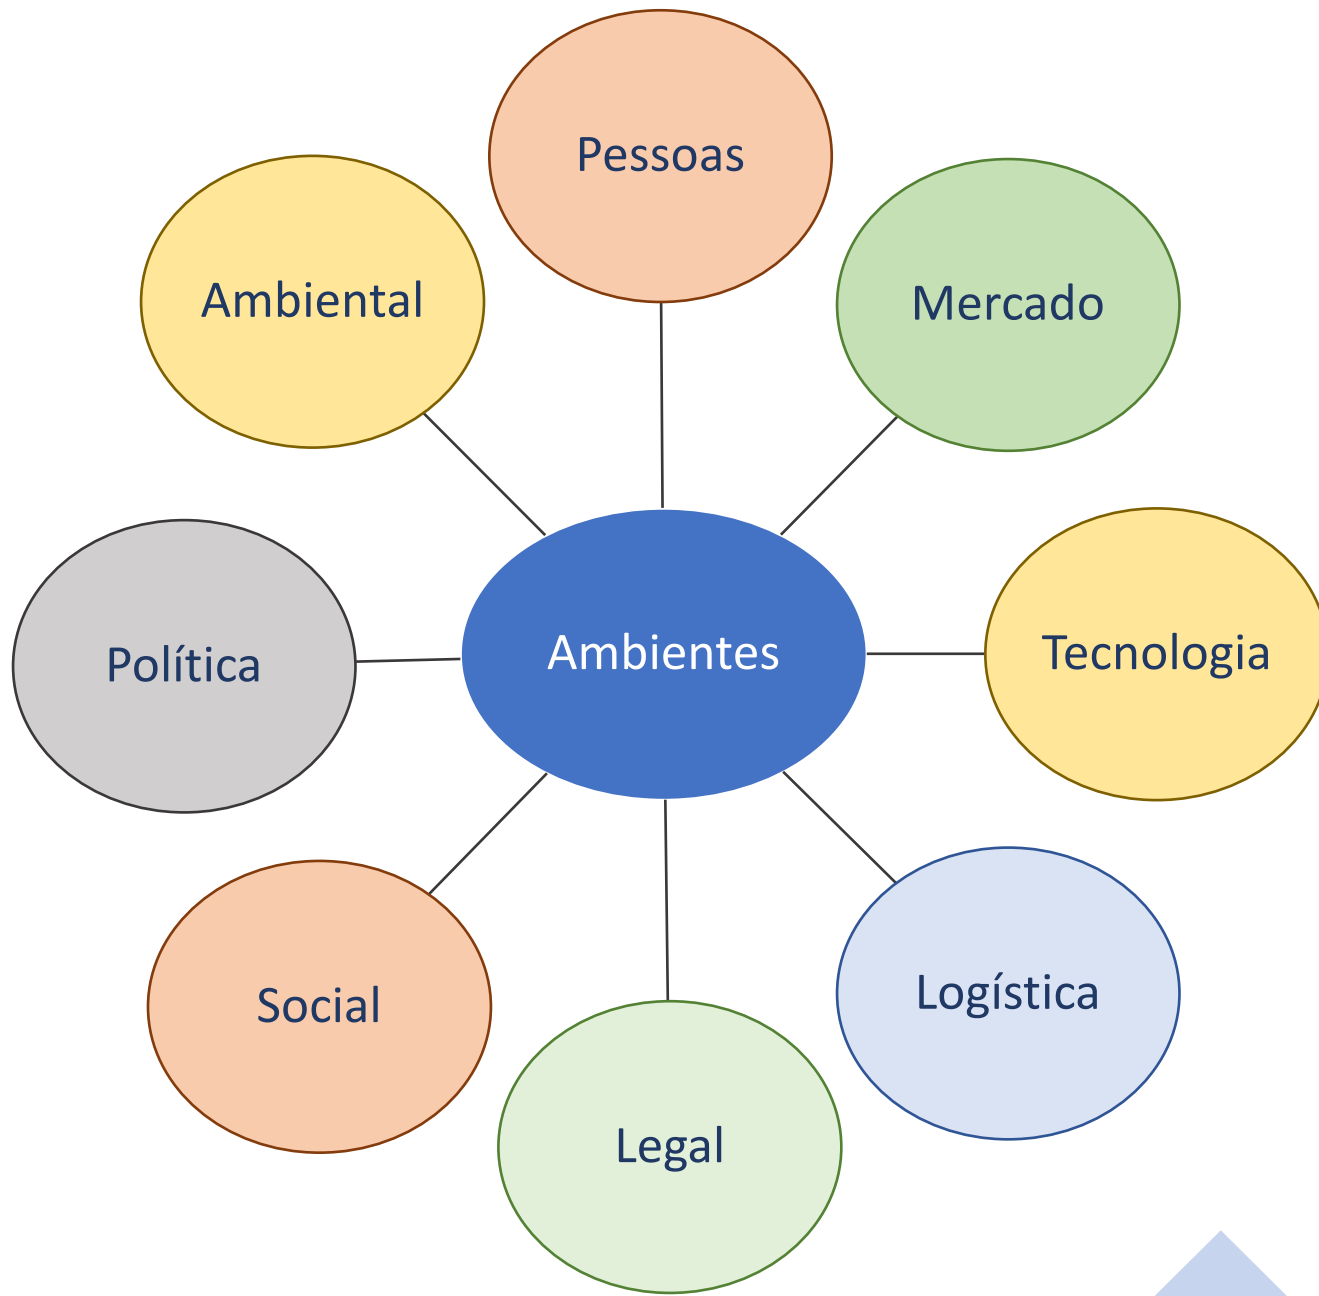 Pessoas
Ambiental
Mercado
Ambientes
Tecnologia
Política
Logística
Social
Legal